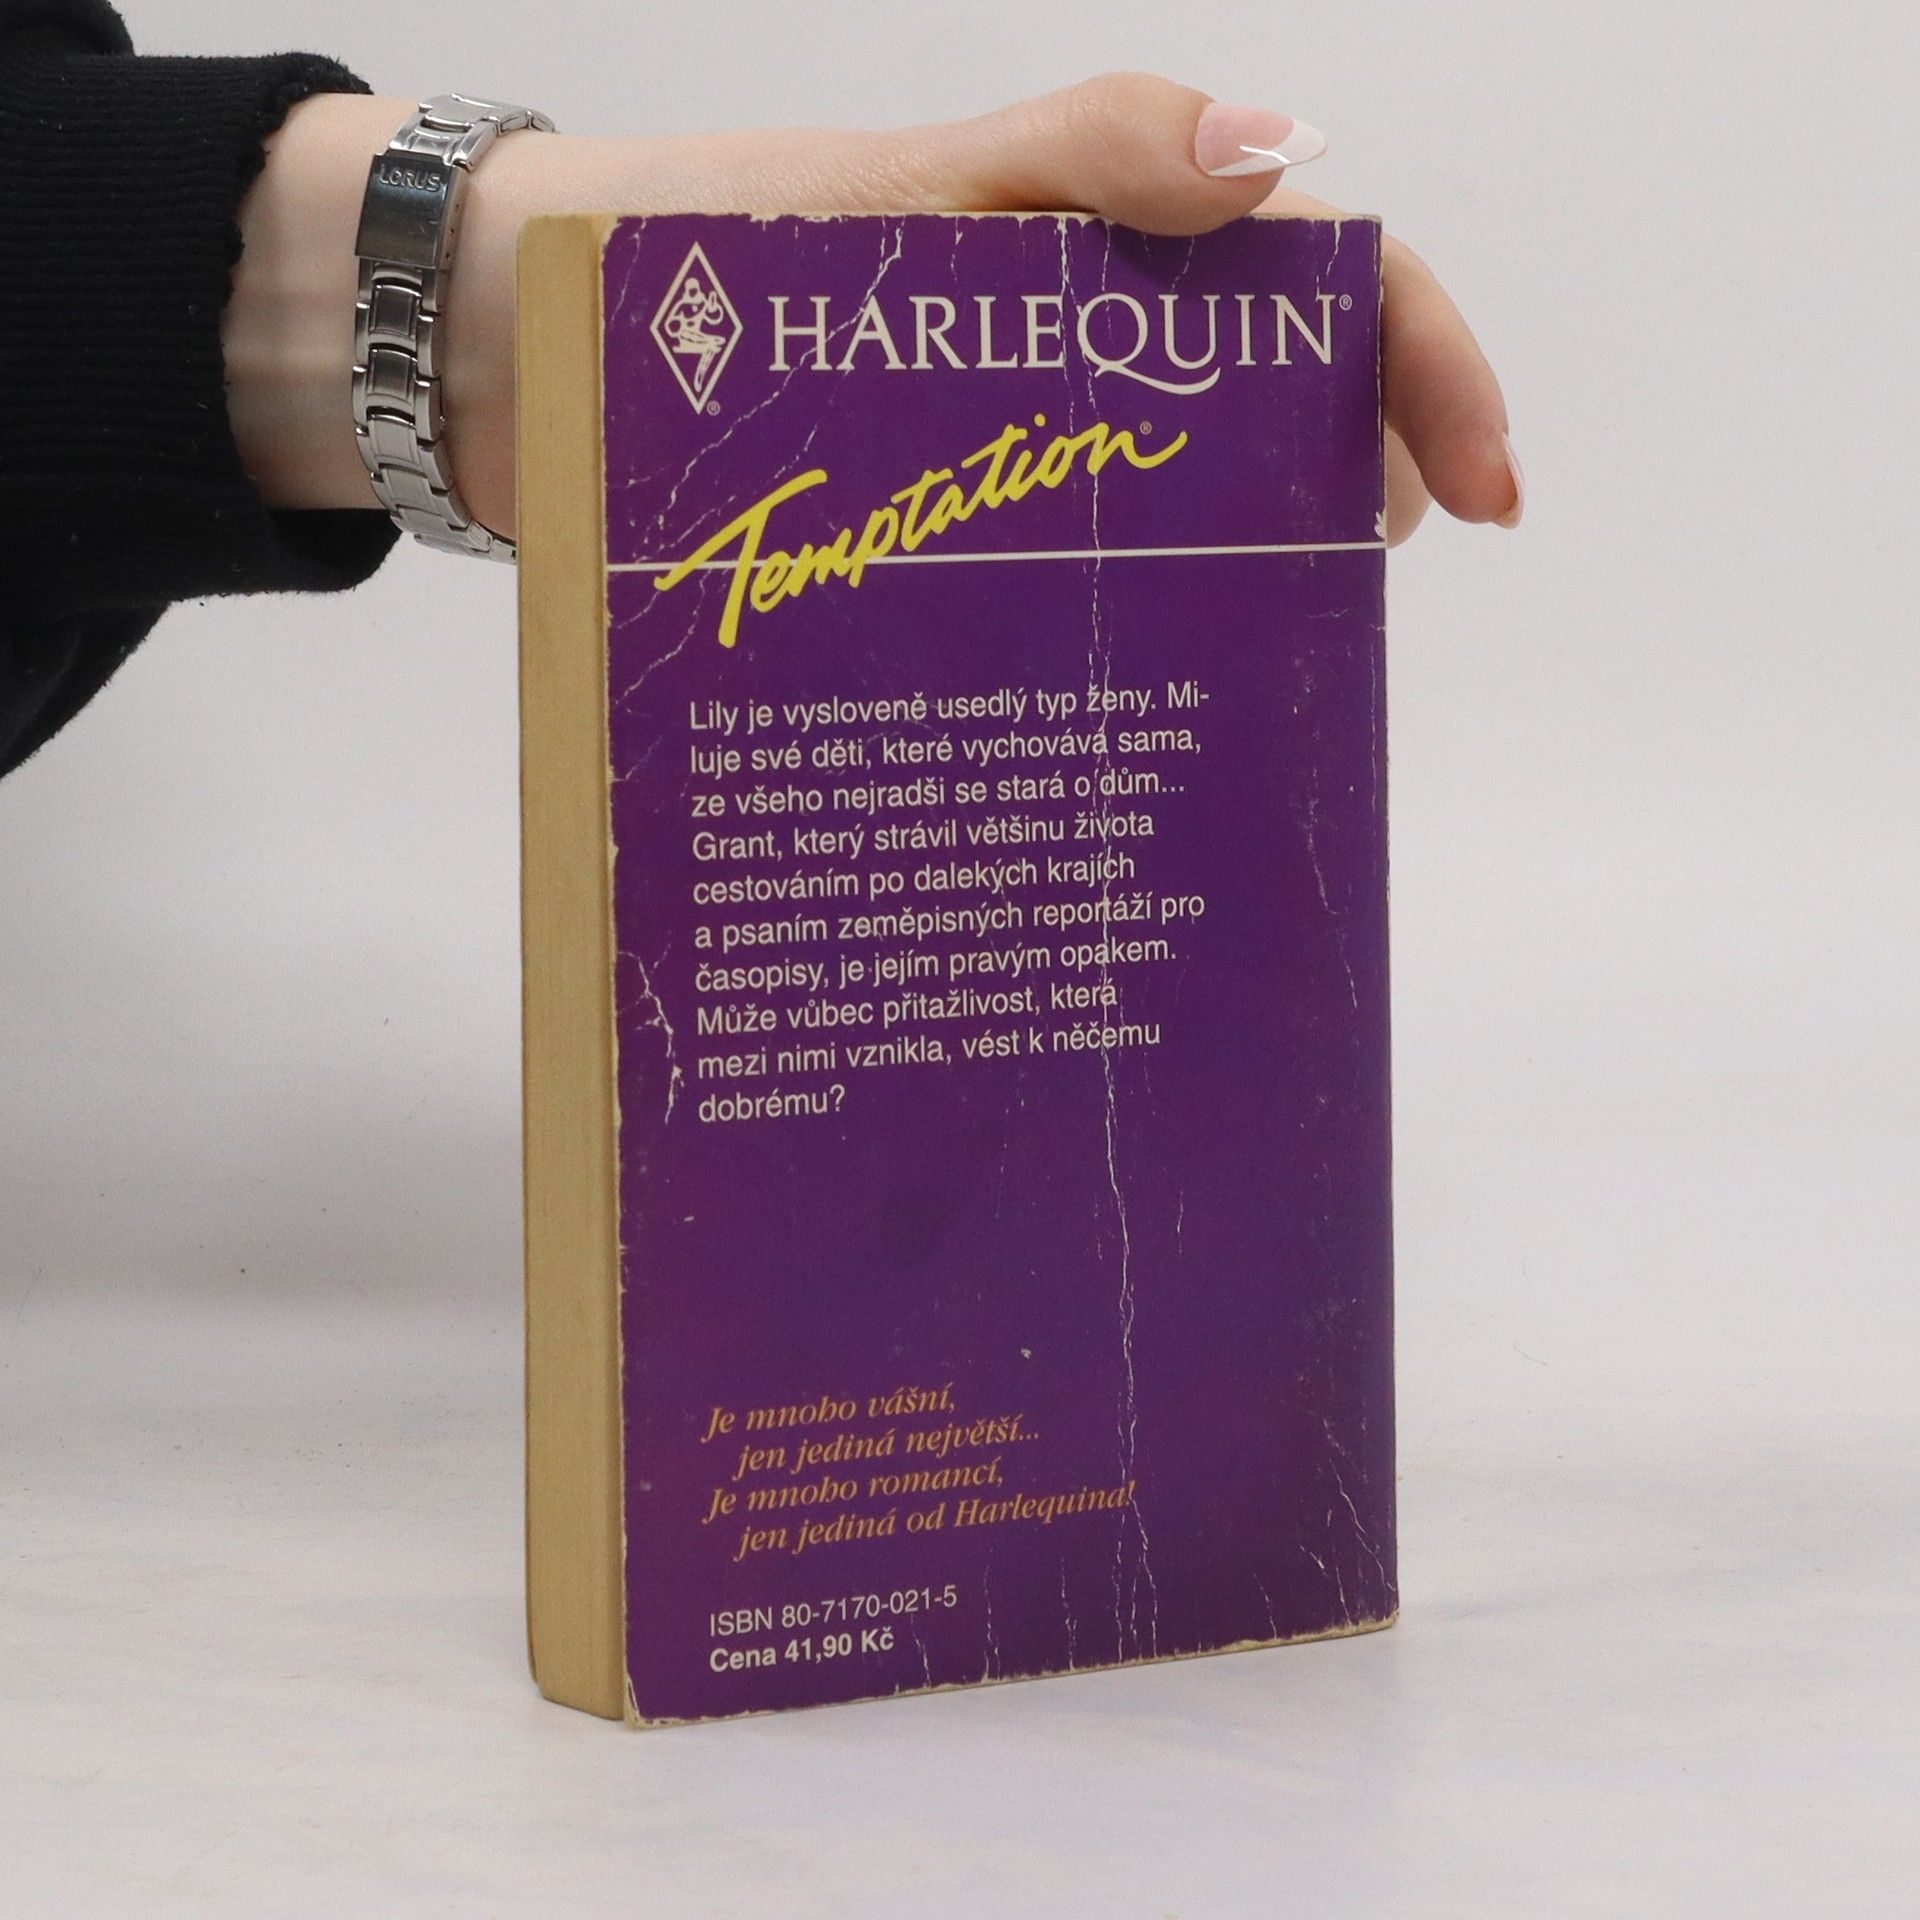 LORUS
HARLEQUIN®
®
Temptation®
Lily je vysloveně usedlý typ ženy. Mi-
luje své děti, které vychovává sama,
ze všeho nejradši se stará o dům...
Grant, který strávil většinu života
cestováním po dalekých krajích
a psaním zeměpisných reportáží pro
časopisy, je jejím pravým opakem.
Může vůbec přitažlivost, která
mezi nimi vznikla, vést k něčemu
dobrému?
Je mnoho vášní,
jen jediná největší...
Je mnoho romancí,
jen jediná od Harlequina!
ISBN 80-7170-021-5
Cena 41,90 Kč